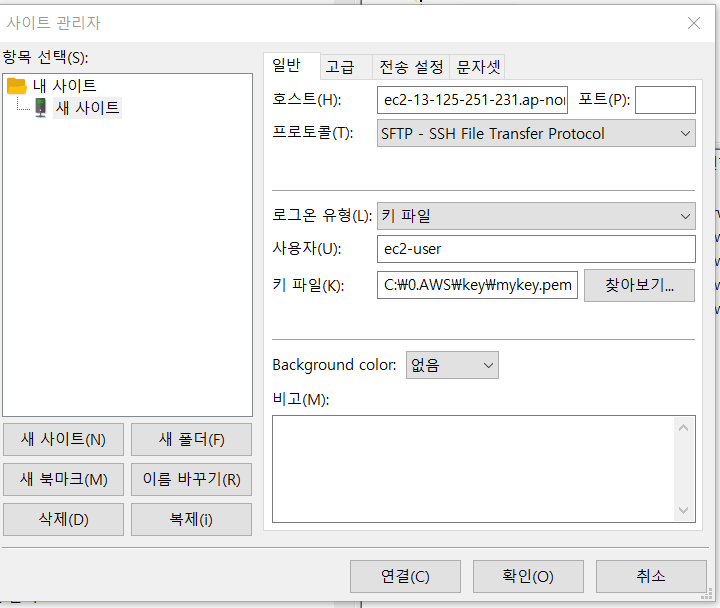 사이트 관리자
항목 선택(S):
내 사이트
새 사이트
새 사이트(N) 새 폴더(F)
새 북마크(M) 이름 바꾸기(R)
삭제(D) 복제(i)
일반 고급 전송 설정 문자셋
호스트(H): ec2-13-125-251-231.ap-nor 포트(P):
프로토콜(T): SFTP - SSH File Transfer Protocol
로그온 유형(L): 키 파일
사용자(U): ec2-user
키 파일(K): C:₩0.AWS₩key₩mykey.pem 찾아보기...
Background color: 없음
비고(M):
연결(C) 확인(O) 취소